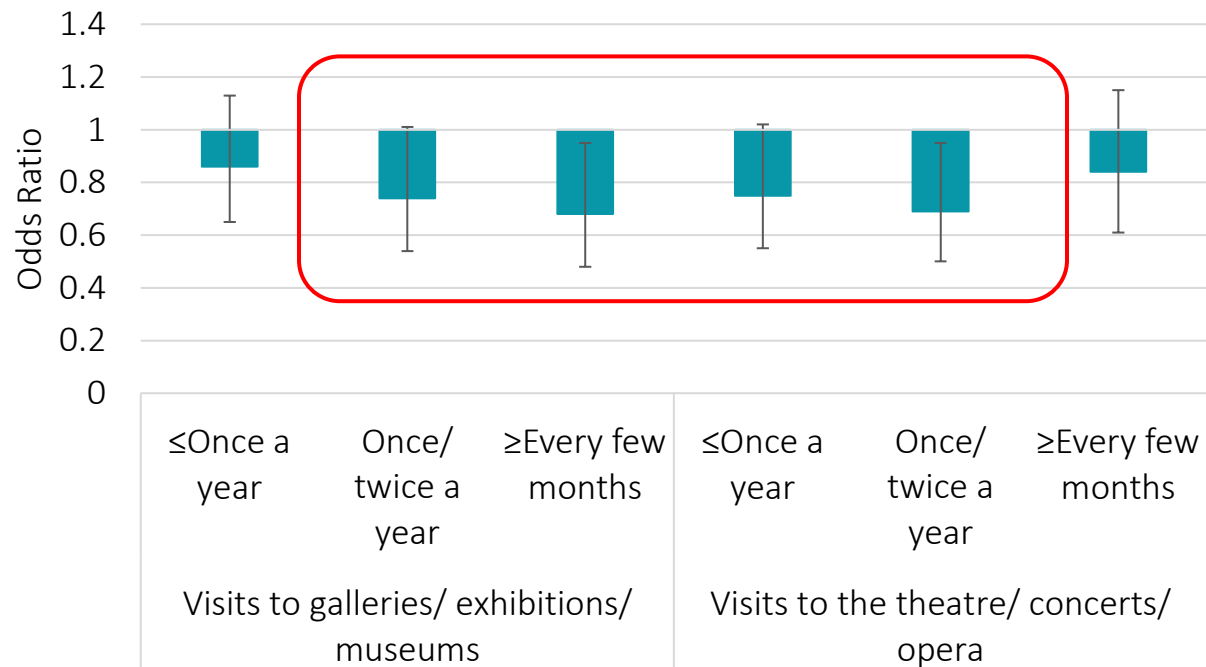 1.4
1.2
1
0.8
0.6
0.4
0.2
0
Odds Ratio
≤Once a
year
Once/
twice a
year
≥Every few
months
≤Once a
year
Once/
twice a
year
≥Every few
months
Visits to galleries/ exhibitions/
museums
Visits to the theatre/ concerts/
opera